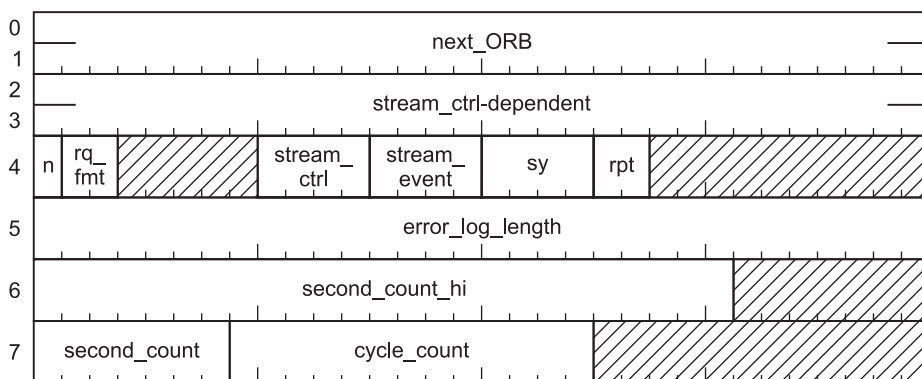 0
next_ORB
1
2
stream_ctrl-dependent
3
4 n rq_ stream_ stream_ sy rpt
fmt ctrl event
5 error_log_length
6 second_count_hi
7 second_count cycle_count